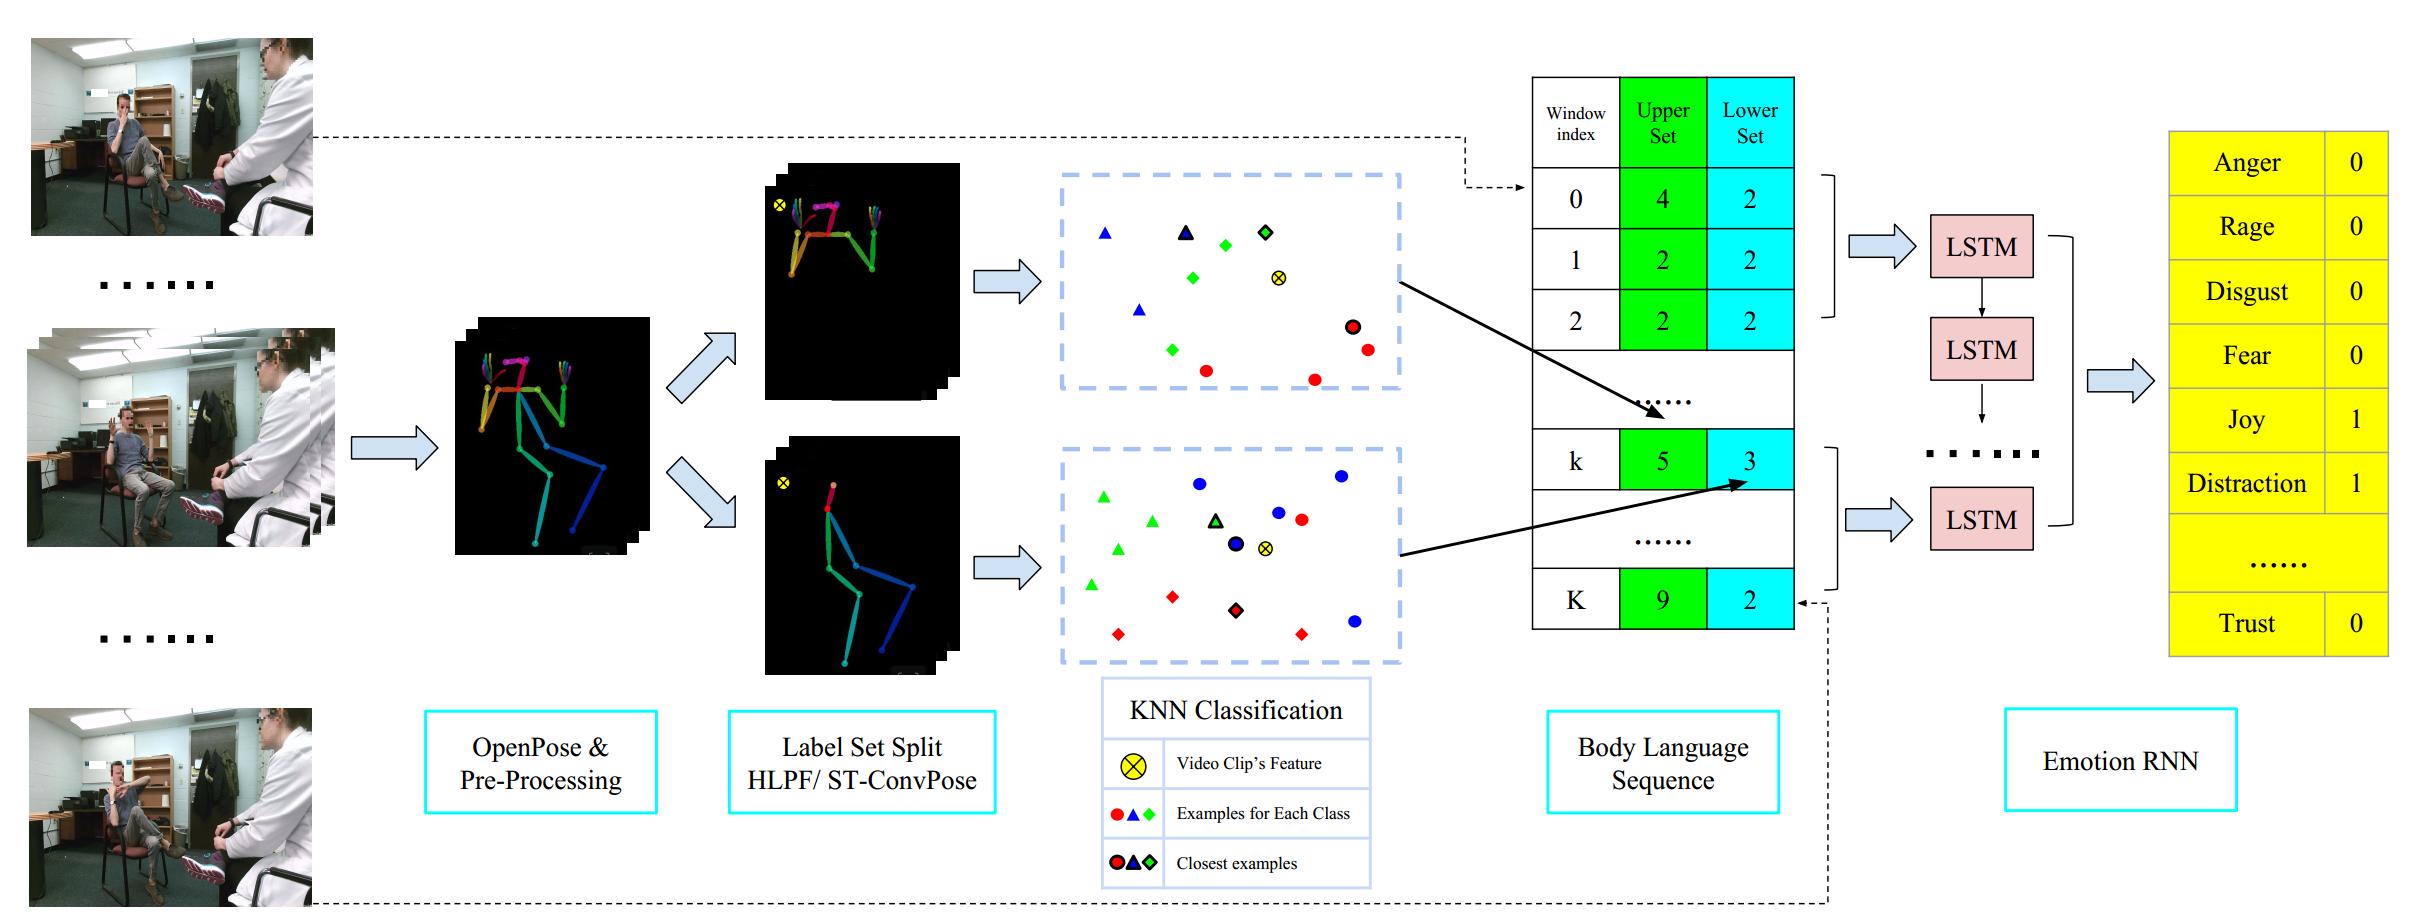 Window
index
Upper
Set
Lower
Set
0 4 2
1 2 2
2 2 2
......
k 5 3
......
K 9 2
LSTM
LSTM
......
LSTM
Anger 0
Rage 0
Disgust 0
Fear 0
Joy 1
Distraction 1
......
Trust 0
OpenPose &
Pre-Processing
Label Set Split
HLPF/ ST-ConvPose
KNN Classification
Video Clip's Feature
Examples for Each Class
Closest examples
Body Language
Sequence
Emotion RNN